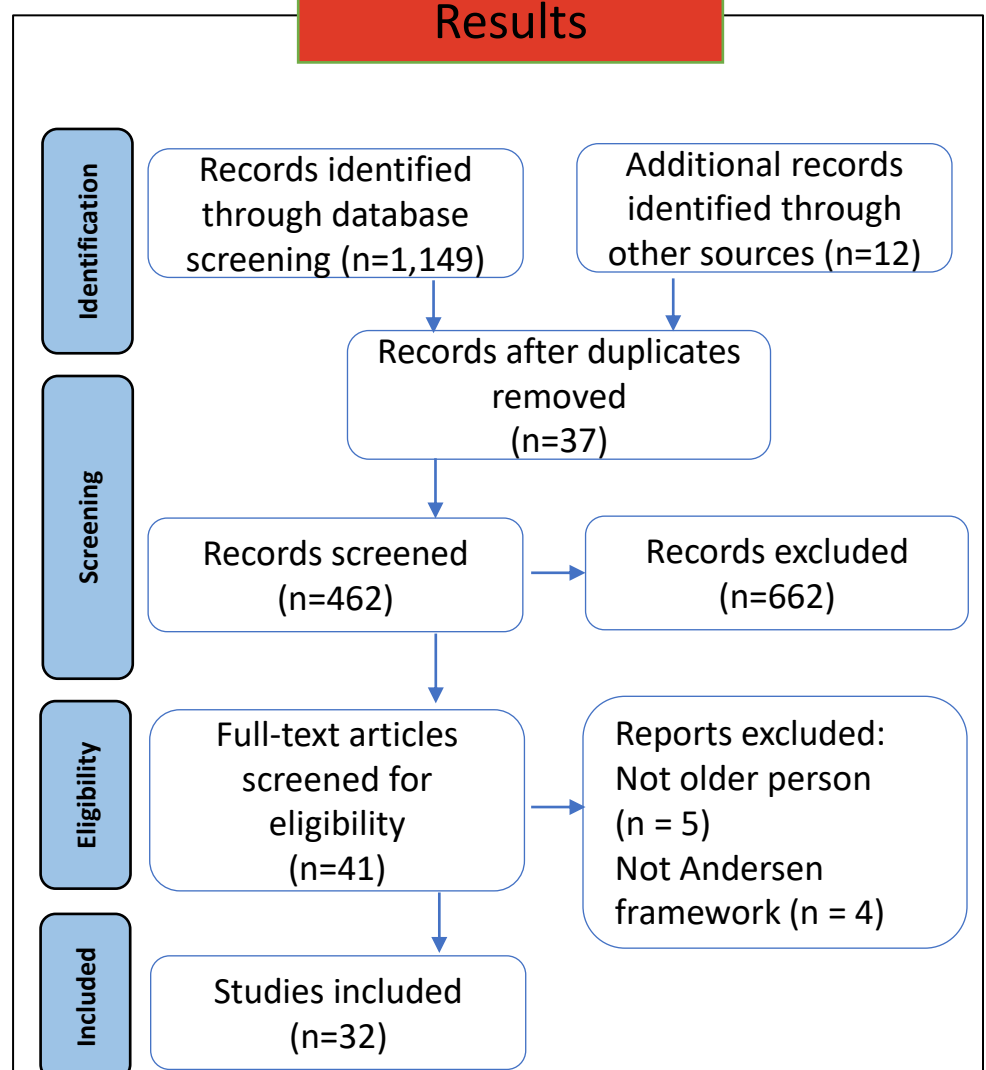 Results
Identification
Records identified
through database
screening (n=1,149)
Additional records
identified through
other sources (n=12)
Records after duplicates
removed
(n=37)
Screening
Records screened
(n=462)
Records excluded
(n=662)
Eligibility
Full-text articles
screened for
eligibility
(n=41)
Reports excluded:
Not older person
(n = 5)
Not Andersen
framework (n = 4)
Included
Studies included
(n=32)